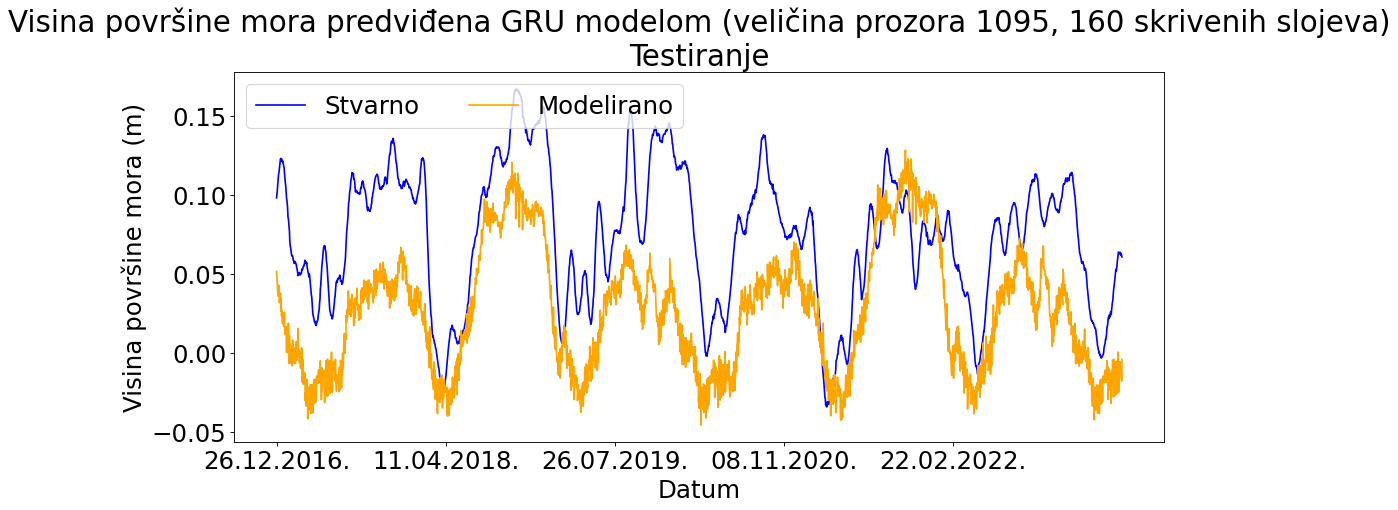 Visina površine mora predviđena GRU modelom (veličina prozora 1095, 160 skrivenih slojeva)
Testiranje
Stvarno Modelirano
Visina površine mora (m)
0.15
0.10
0.05
0.00
−0.05
26.12.2016. 11.04.2018. 26.07.2019. 08.11.2020. 22.02.2022.
Datum